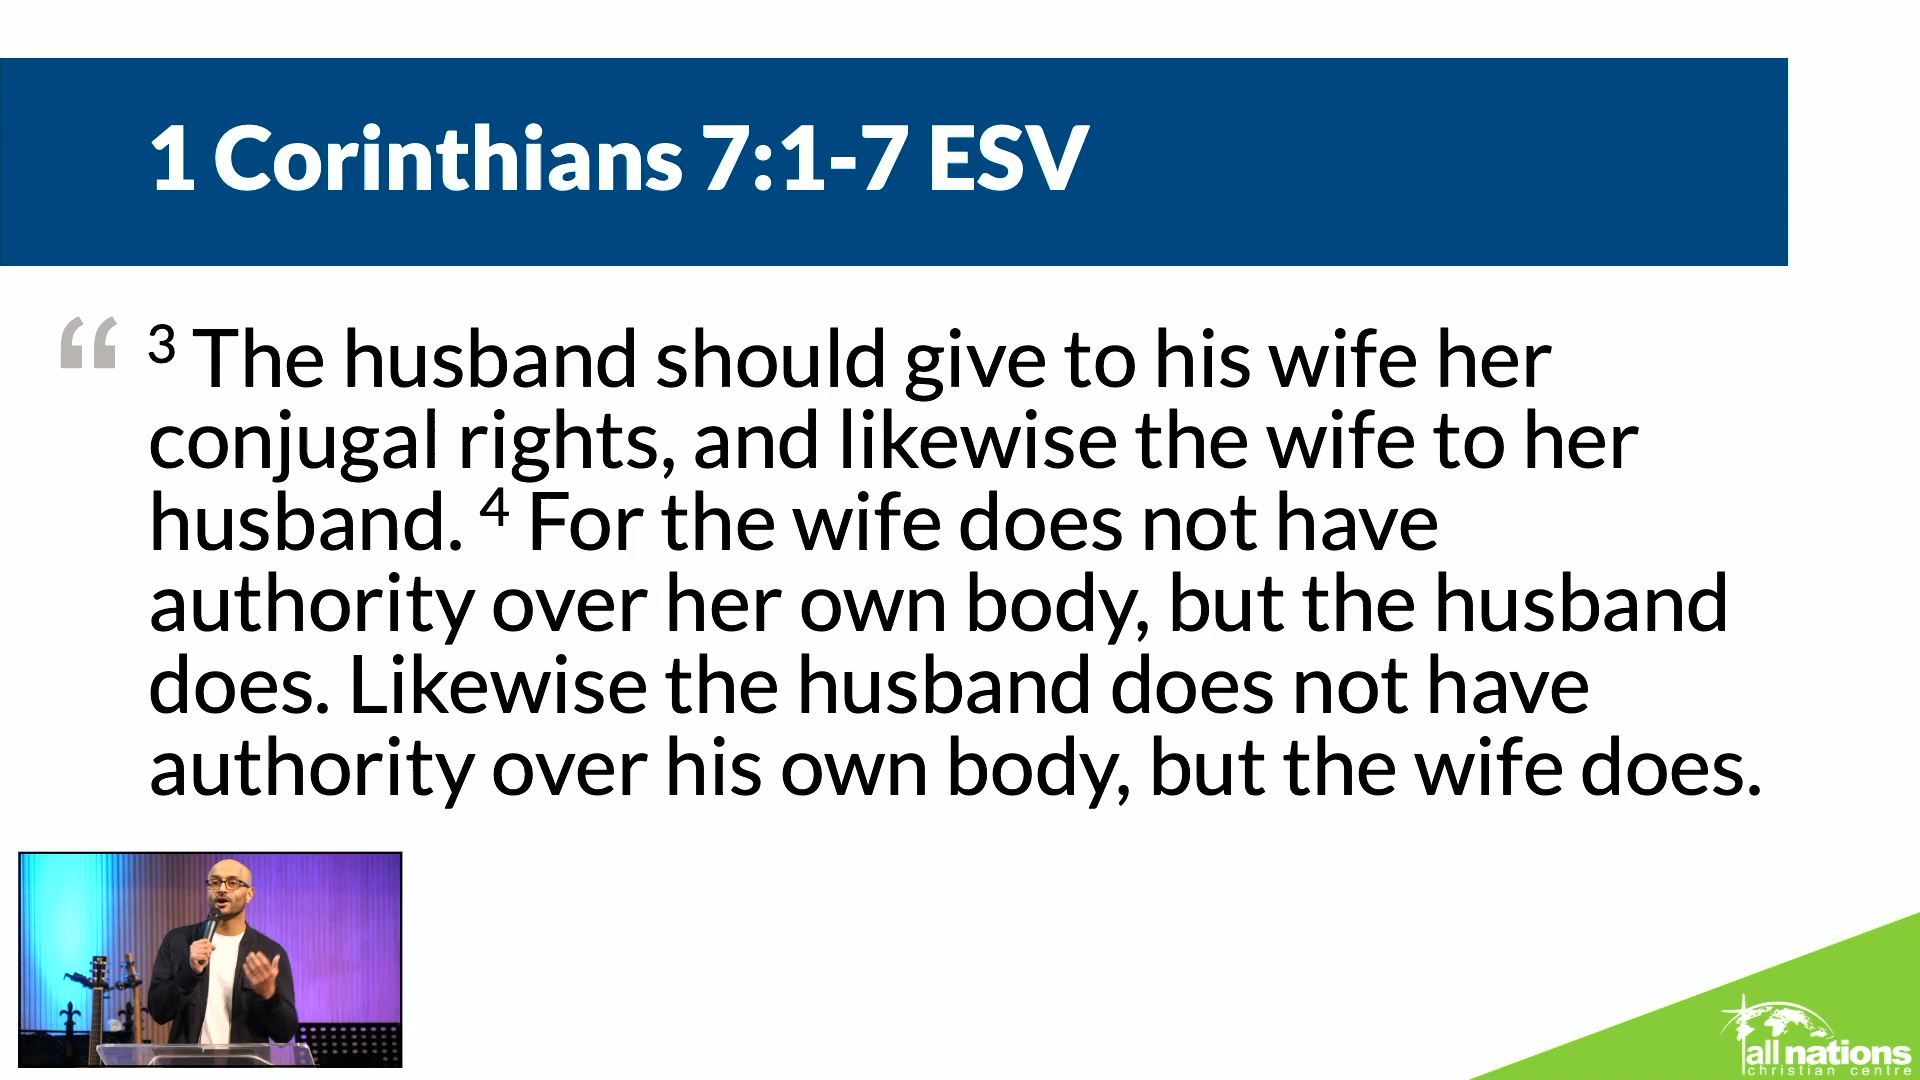 1 Corinthians 7:1-7 ESV
“ ³ The husband should give to his wife her
conjugal rights, and likewise the wife to her
husband. ⁴ For the wife does not have
authority over her own body, but the husband
does. Likewise the husband does not have
authority over his own body, but the wife does.
all nations
christian centre